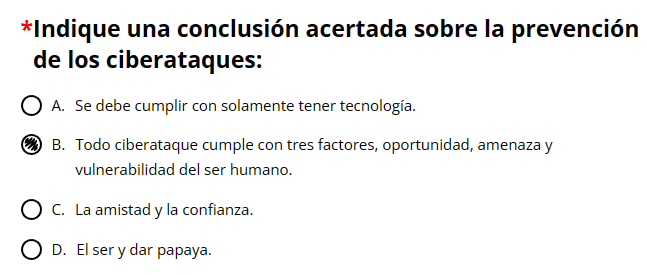 *Indique una conclusión acertada sobre la prevención
de los ciberataques:
A. Se debe cumplir con solamente tener tecnología.
B. Todo ciberataque cumple con tres factores, oportunidad, amenaza y
vulnerabilidad del ser humano.
C. La amistad y la confianza.
D. El ser y dar papaya.